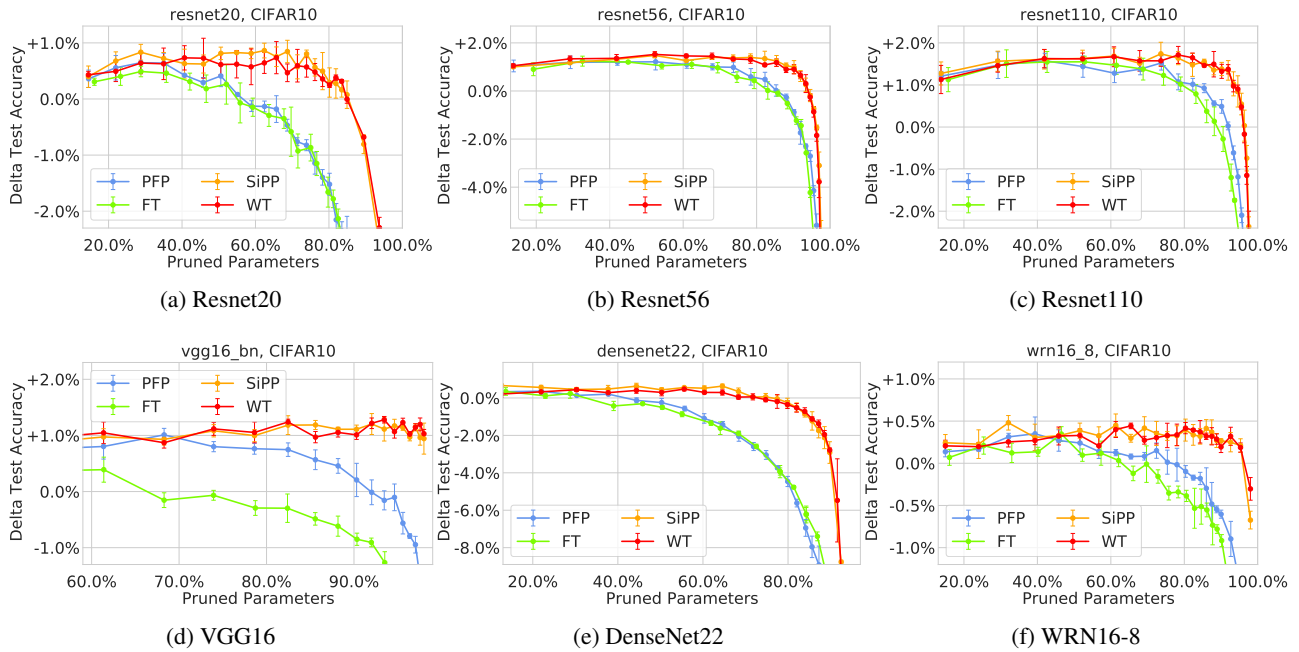 resnet20, CIFAR10
Delta Test Accuracy
+1.0%
0.0%
-1.0%
-2.0%
PFP
FT
SiPP
WT
20.0% 40.0% 60.0% 80.0% 100.0%
Pruned Parameters
(a) Resnet20
resnet56, CIFAR10
Delta Test Accuracy
+2.0%
0.0%
-2.0%
-4.0%
PFP
FT
SiPP
WT
20.0% 40.0% 60.0% 80.0% 100.0%
Pruned Parameters
(b) Resnet56
resnet110, CIFAR10
Delta Test Accuracy
+2.0%
+1.0%
0.0%
-1.0%
-2.0%
PFP
FT
SiPP
WT
20.0% 40.0% 60.0% 80.0% 100.0%
Pruned Parameters
(c) Resnet110
vgg16_bn, CIFAR10
Delta Test Accuracy
+2.0%
+1.0%
0.0%
-1.0%
PFP
FT
SiPP
WT
60.0% 70.0% 80.0% 90.0%
Pruned Parameters
(d) VGG16
densenet22, CIFAR10
Delta Test Accuracy
0.0%
-2.0%
-4.0%
-6.0%
-8.0%
PFP
FT
SiPP
WT
20.0% 40.0% 60.0% 80.0%
Pruned Parameters
(e) DenseNet22
wrn16_8, CIFAR10
Delta Test Accuracy
+1.0%
+0.5%
0.0%
-0.5%
-1.0%
PFP
FT
SiPP
WT
20.0% 40.0% 60.0% 80.0% 100.0%
Pruned Parameters
(f) WRN16-8